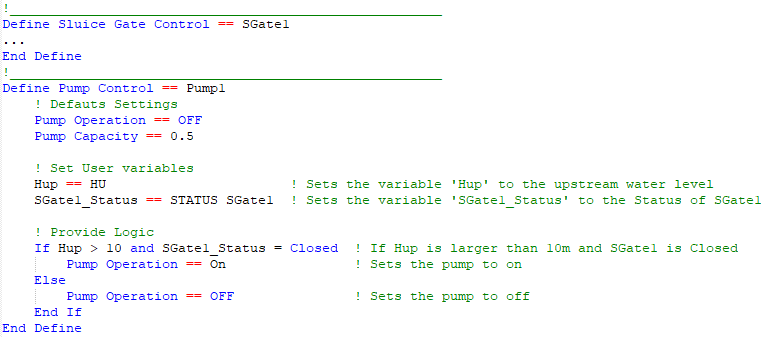 !______________________________________________________
Define Sluice Gate Control == SGate1
...
End Define
!______________________________________________________
Define Pump Control == Pump1
    ! Defauts Settings
    Pump Operation == OFF
    Pump Capacity == 0.5
    ! Set User variables
    Hup == HU                       ! Sets the variable 'Hup' to the upstream water level
    SGate1_Status == STATUS SGate1  ! Sets the variable 'SGate1_Status' to the Status of SGate1
    ! Provide Logic
    If Hup > 10 and SGate1_Status = Closed  ! If Hup is larger than 10m and SGate1 is Closed
        Pump Operation == On                ! Sets the pump to on
    Else
        Pump Operation == OFF               ! Sets the pump to off
    End If
End Define